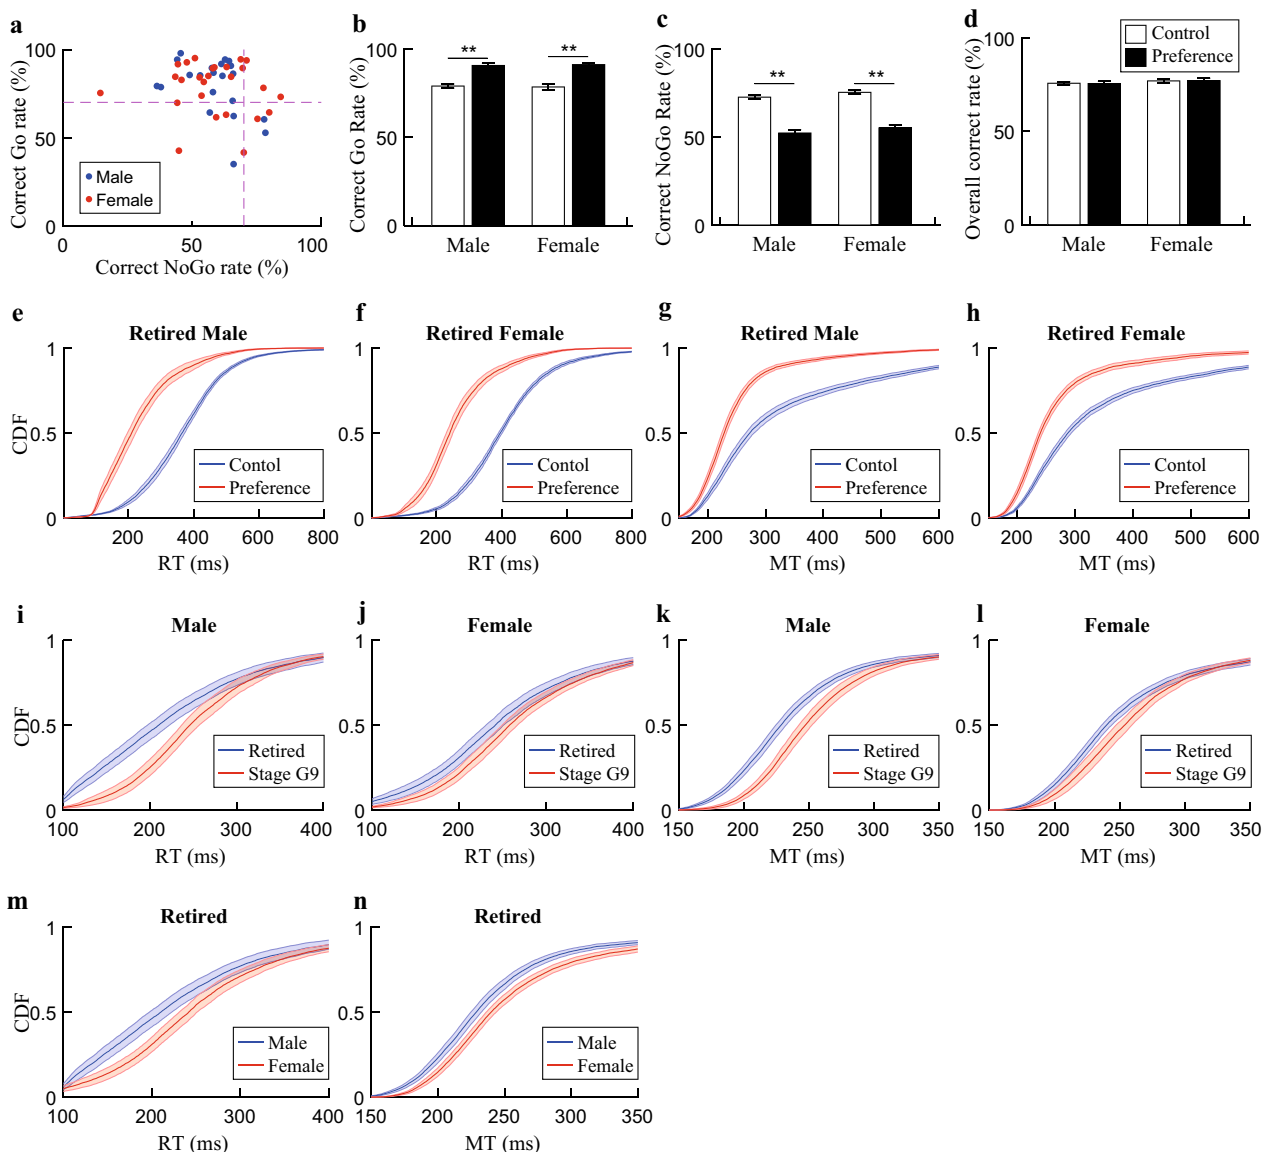 a
100
50
0
0
50
100
Correct Go rate (%)
Correct NoGo rate (%)
Male
Female
b
100
50
0
Correct Go Rate (%)
**
**
Male
Female
c
100
50
0
Correct NoGo Rate (%)
**
**
Male
Female
d
100
50
0
Overall correct rate (%)
Control
Preference
Male
Female
e
Retired Male
1
0.5
0
CDF
Contol
Preference
200
400
600
800
RT (ms)
f
Retired Female
1
0.5
0
Contol
Preference
200
400
600
800
RT (ms)
g
Retired Male
1
0.5
0
Contol
Preference
200
300
400
500
600
MT (ms)
h
Retired Female
1
0.5
0
Contol
Preference
200
300
400
500
600
MT (ms)
i
Male
1
0.5
0
CDF
Retired
Stage G9
100
200
300
400
RT (ms)
j
Female
1
0.5
0
Retired
Stage G9
100
200
300
400
RT (ms)
k
Male
1
0.5
0
Retired
Stage G9
150
200
250
300
350
MT (ms)
l
Female
1
0.5
0
Retired
Stage G9
150
200
250
300
350
MT (ms)
m
Retired
1
0.5
0
CDF
Male
Female
100
200
300
400
RT (ms)
n
Retired
1
0.5
0
Male
Female
150
200
250
300
350
MT (ms)